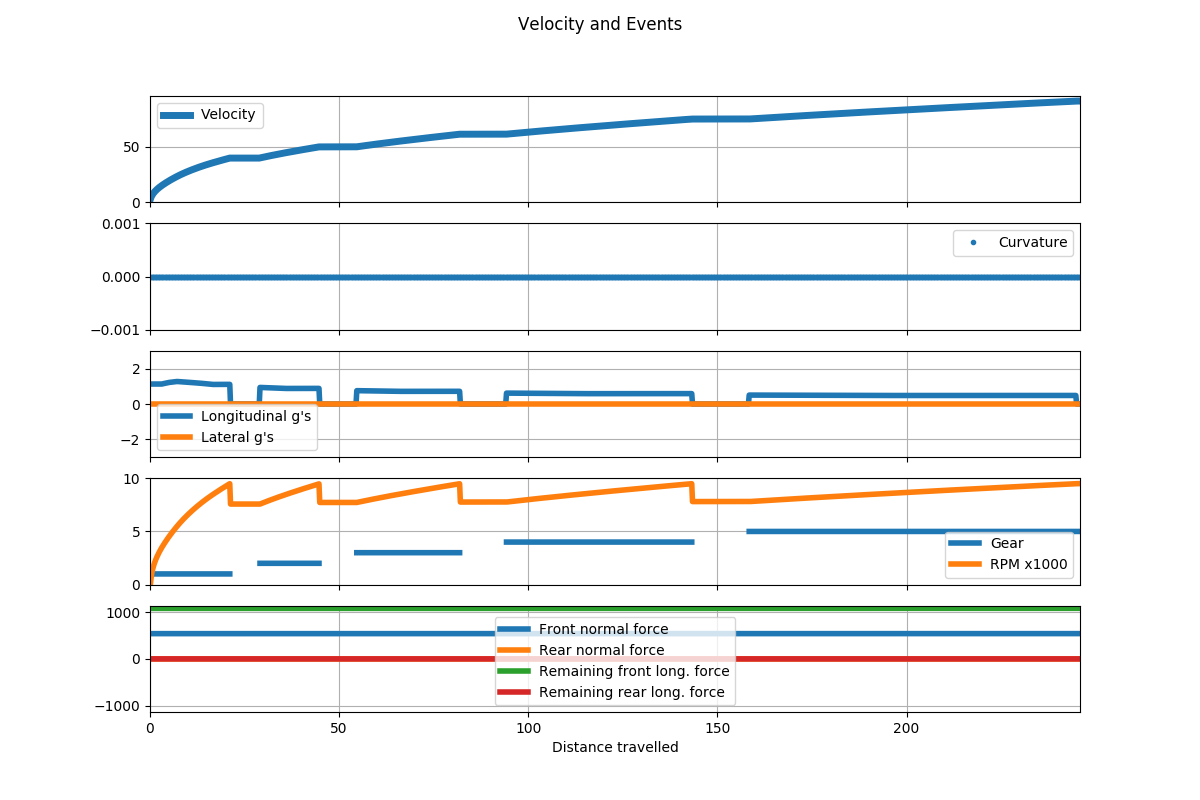 Velocity and Events
Velocity
50
0
0.001
0.000
−0.001
Curvature
2
0
−2
Longitudinal g's
Lateral g's
10
5
0
Gear
RPM x1000
1000
0
−1000
Front normal force
Rear normal force
Remaining front long. force
Remaining rear long. force
0 50 100 150 200
Distance travelled